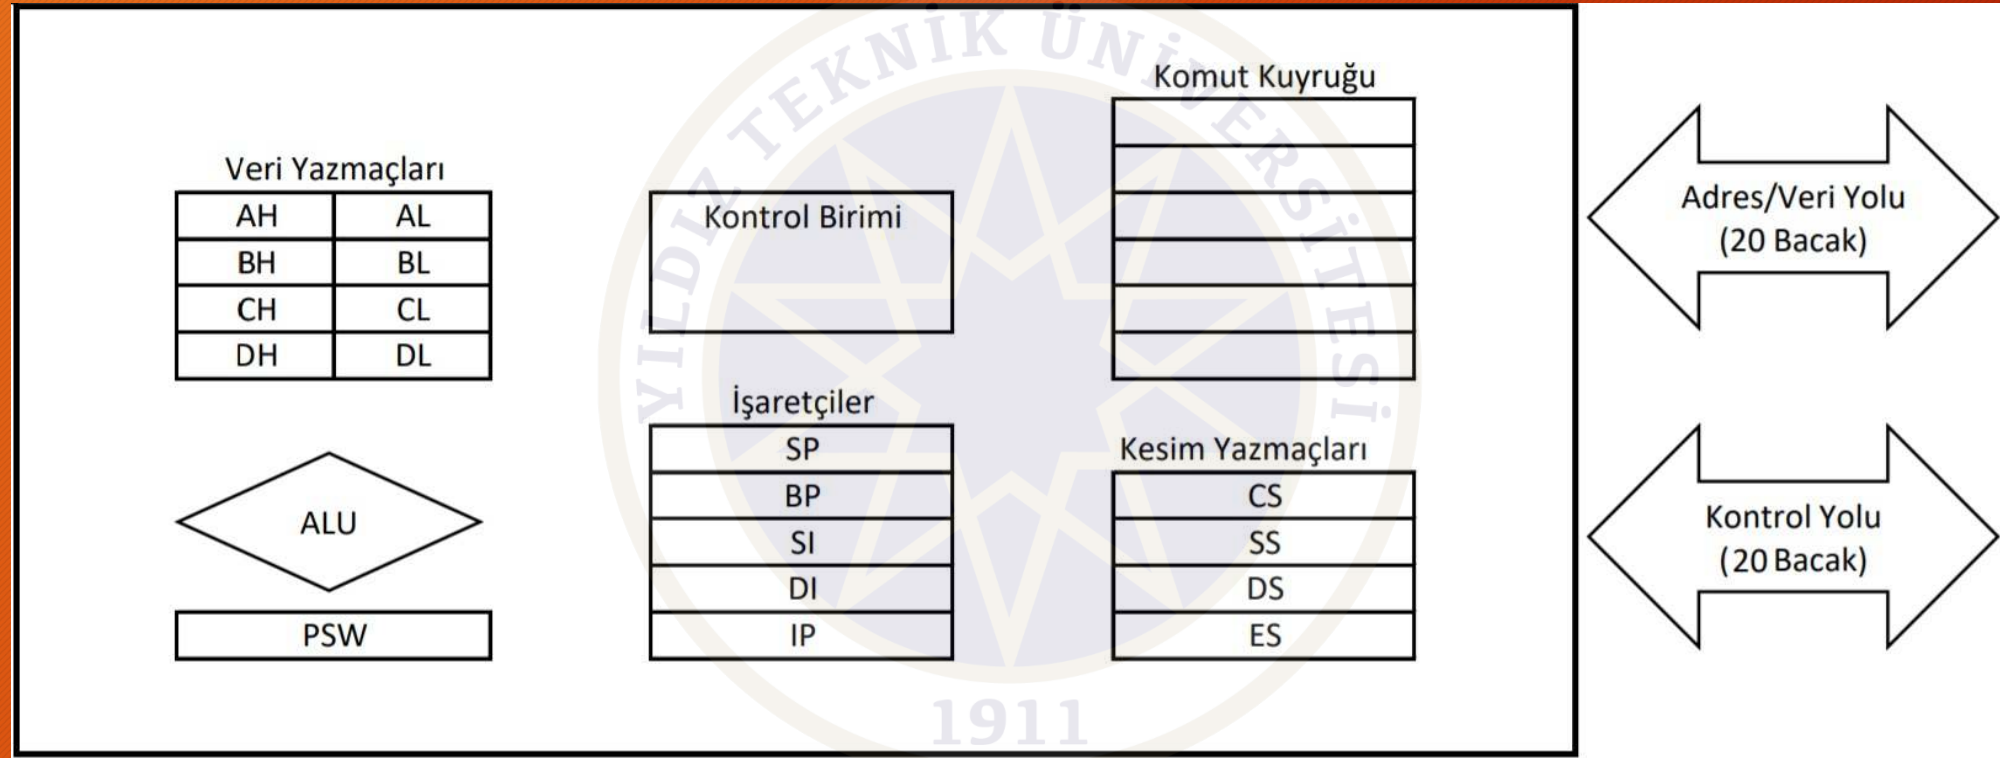 YILDIZ TEKNİK ÜNİVERSİTESİ
1911
Veri Yazmaçları
AH AL
BH BL
CH CL
DH DL
ALU
PSW
Kontrol Birimi
İşaretçiler
SP
BP
SI
DI
IP
Komut Kuyruğu
Kesim Yazmaçları
CS
SS
DS
ES
Adres/Veri Yolu
(20 Bacak)
Kontrol Yolu
(20 Bacak)